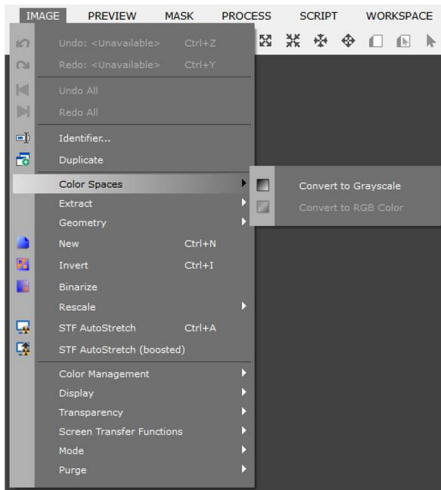 IMAGE PREVIEW MASK PROCESS SCRIPT WORKSPACE
Undo: <Unavailable> Ctrl+Z
Redo: <Unavailable> Ctrl+Y
Undo All
Redo All
Identifier...
Duplicate
Color Spaces
Convert to Grayscale
Convert to RGB Color
Extract
Geometry
New Ctrl+N
Invert Ctrl+I
Binarize
Rescale
STF AutoStretch Ctrl+A
STF AutoStretch (boosted)
Color Management
Display
Transparency
Screen Transfer Functions
Mode
Purge